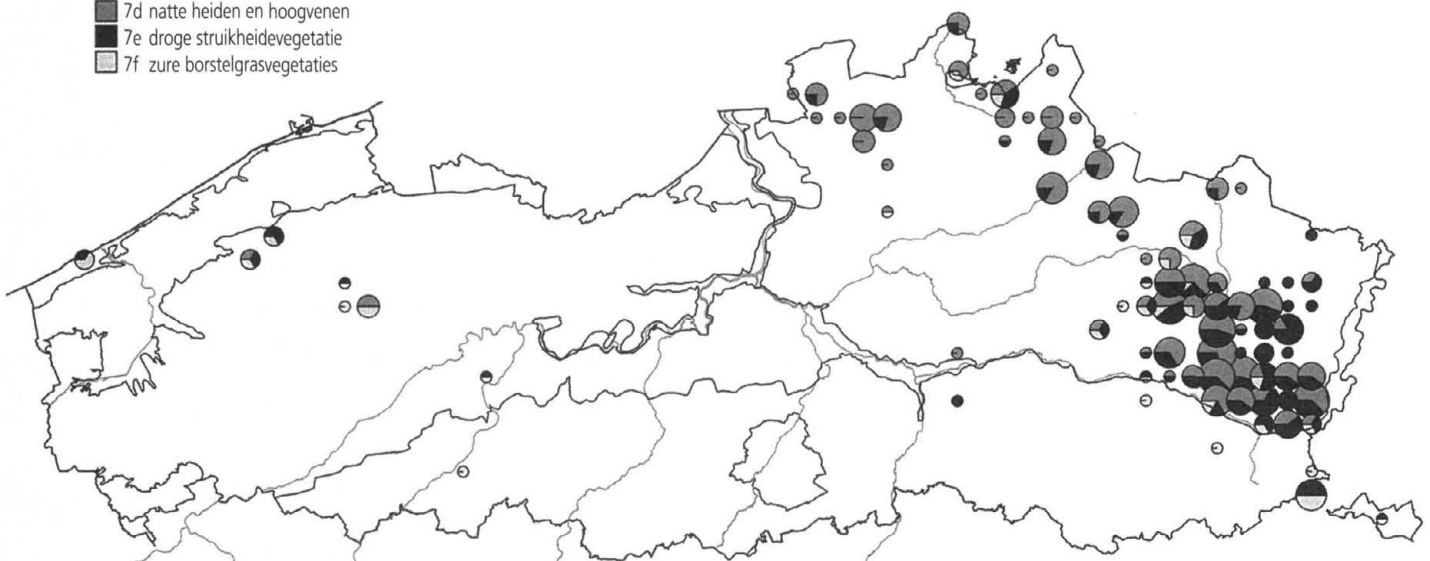 7d natte heiden en hoogvenen
7e droge struikheidevegetatie
7f zure borstelgrasvegetaties